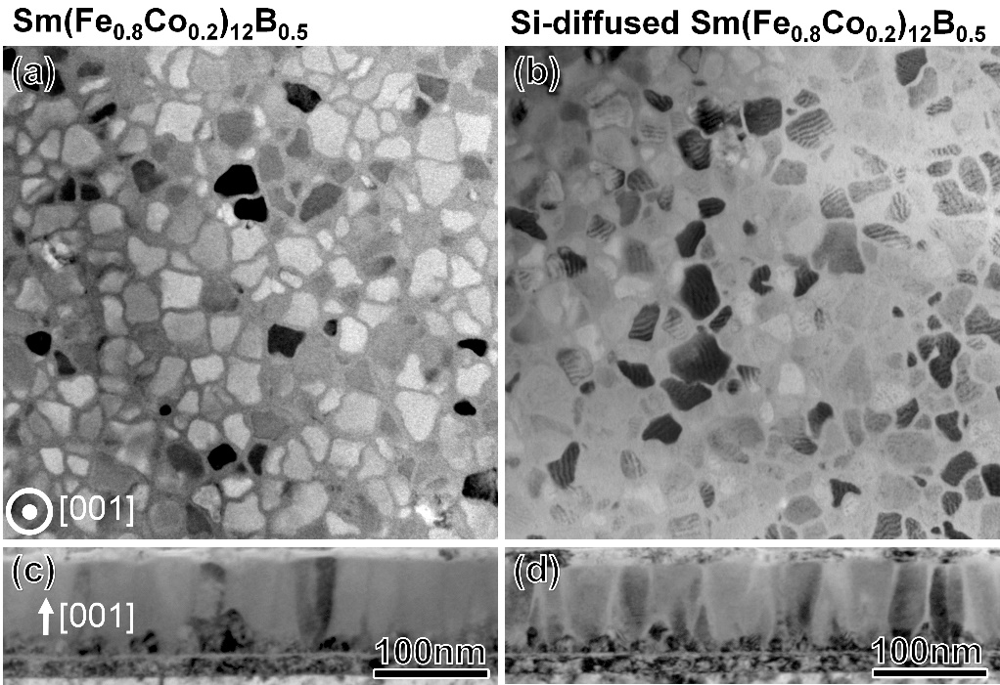 Sm(Fe₀.₈Co₀.₂)₁₂B₀.₅
Si-diffused Sm(Fe₀.₈Co₀.₂)₁₂B₀.₅
(a)
(b)
[001]
(c)
(d)
[001]
100nm
100nm